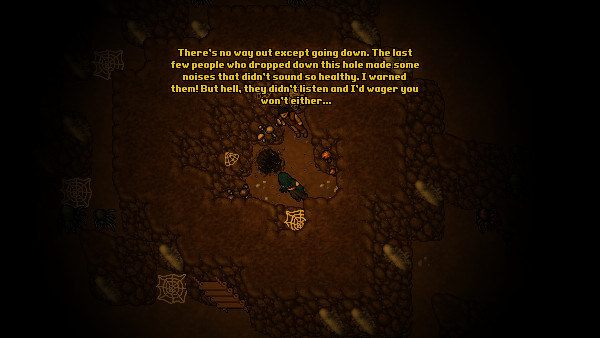 There's no way out except going down. The last
few people who dropped down this hole made some
noises that didn't sound so healthy. I warned
them! But hell, they didn't listen and I'd wager you
won't either...